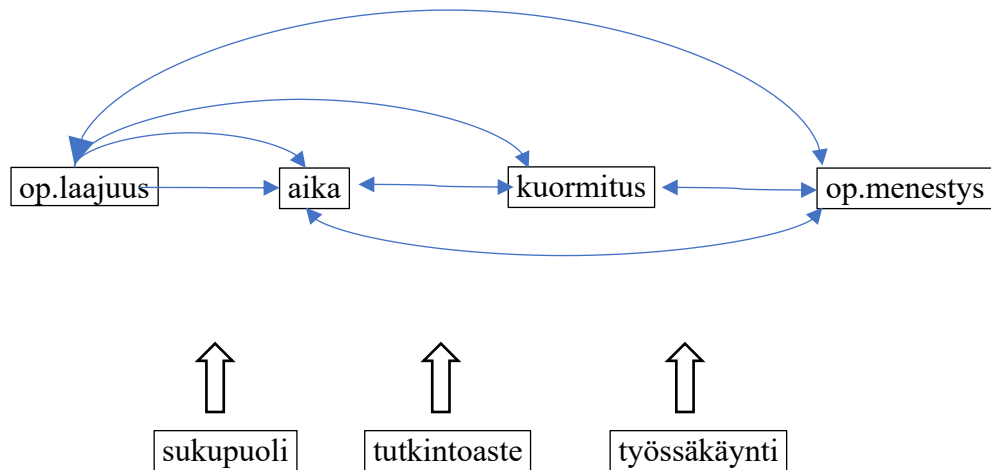 op.laajuus
aika
kuormitus
op.menestys
sukupuoli
tutkintoaste
työssäkäynti